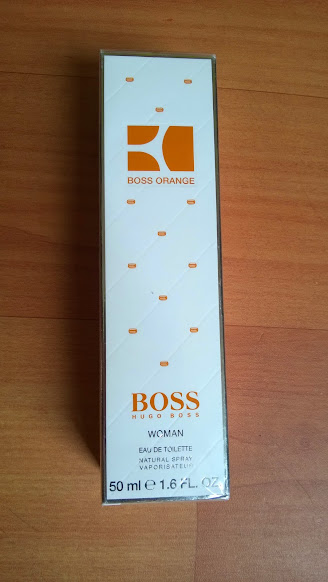 BOSS ORANGE
BOSS
HUGO BOSS
WOMAN
EAU DE TOILETTE
NATURAL SPRAY
VAPORISATEUR
50 ml ℮ 1.6 FL. OZ